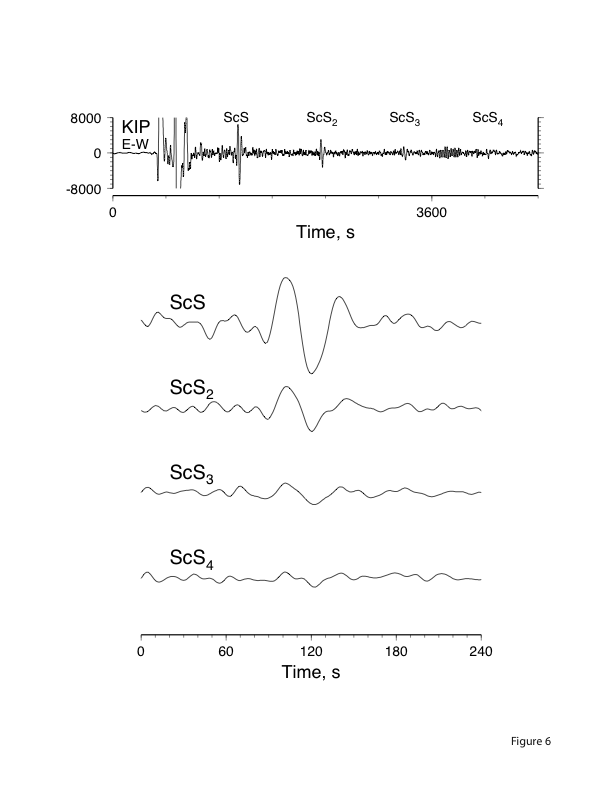 ScS ScS2 ScS3 ScS4
8000
KIP
E-W
0
-8000
0 3600
Time, s
ScS
ScS2
ScS3
ScS4
0 60 120 180 240
Time, s
Figure 6